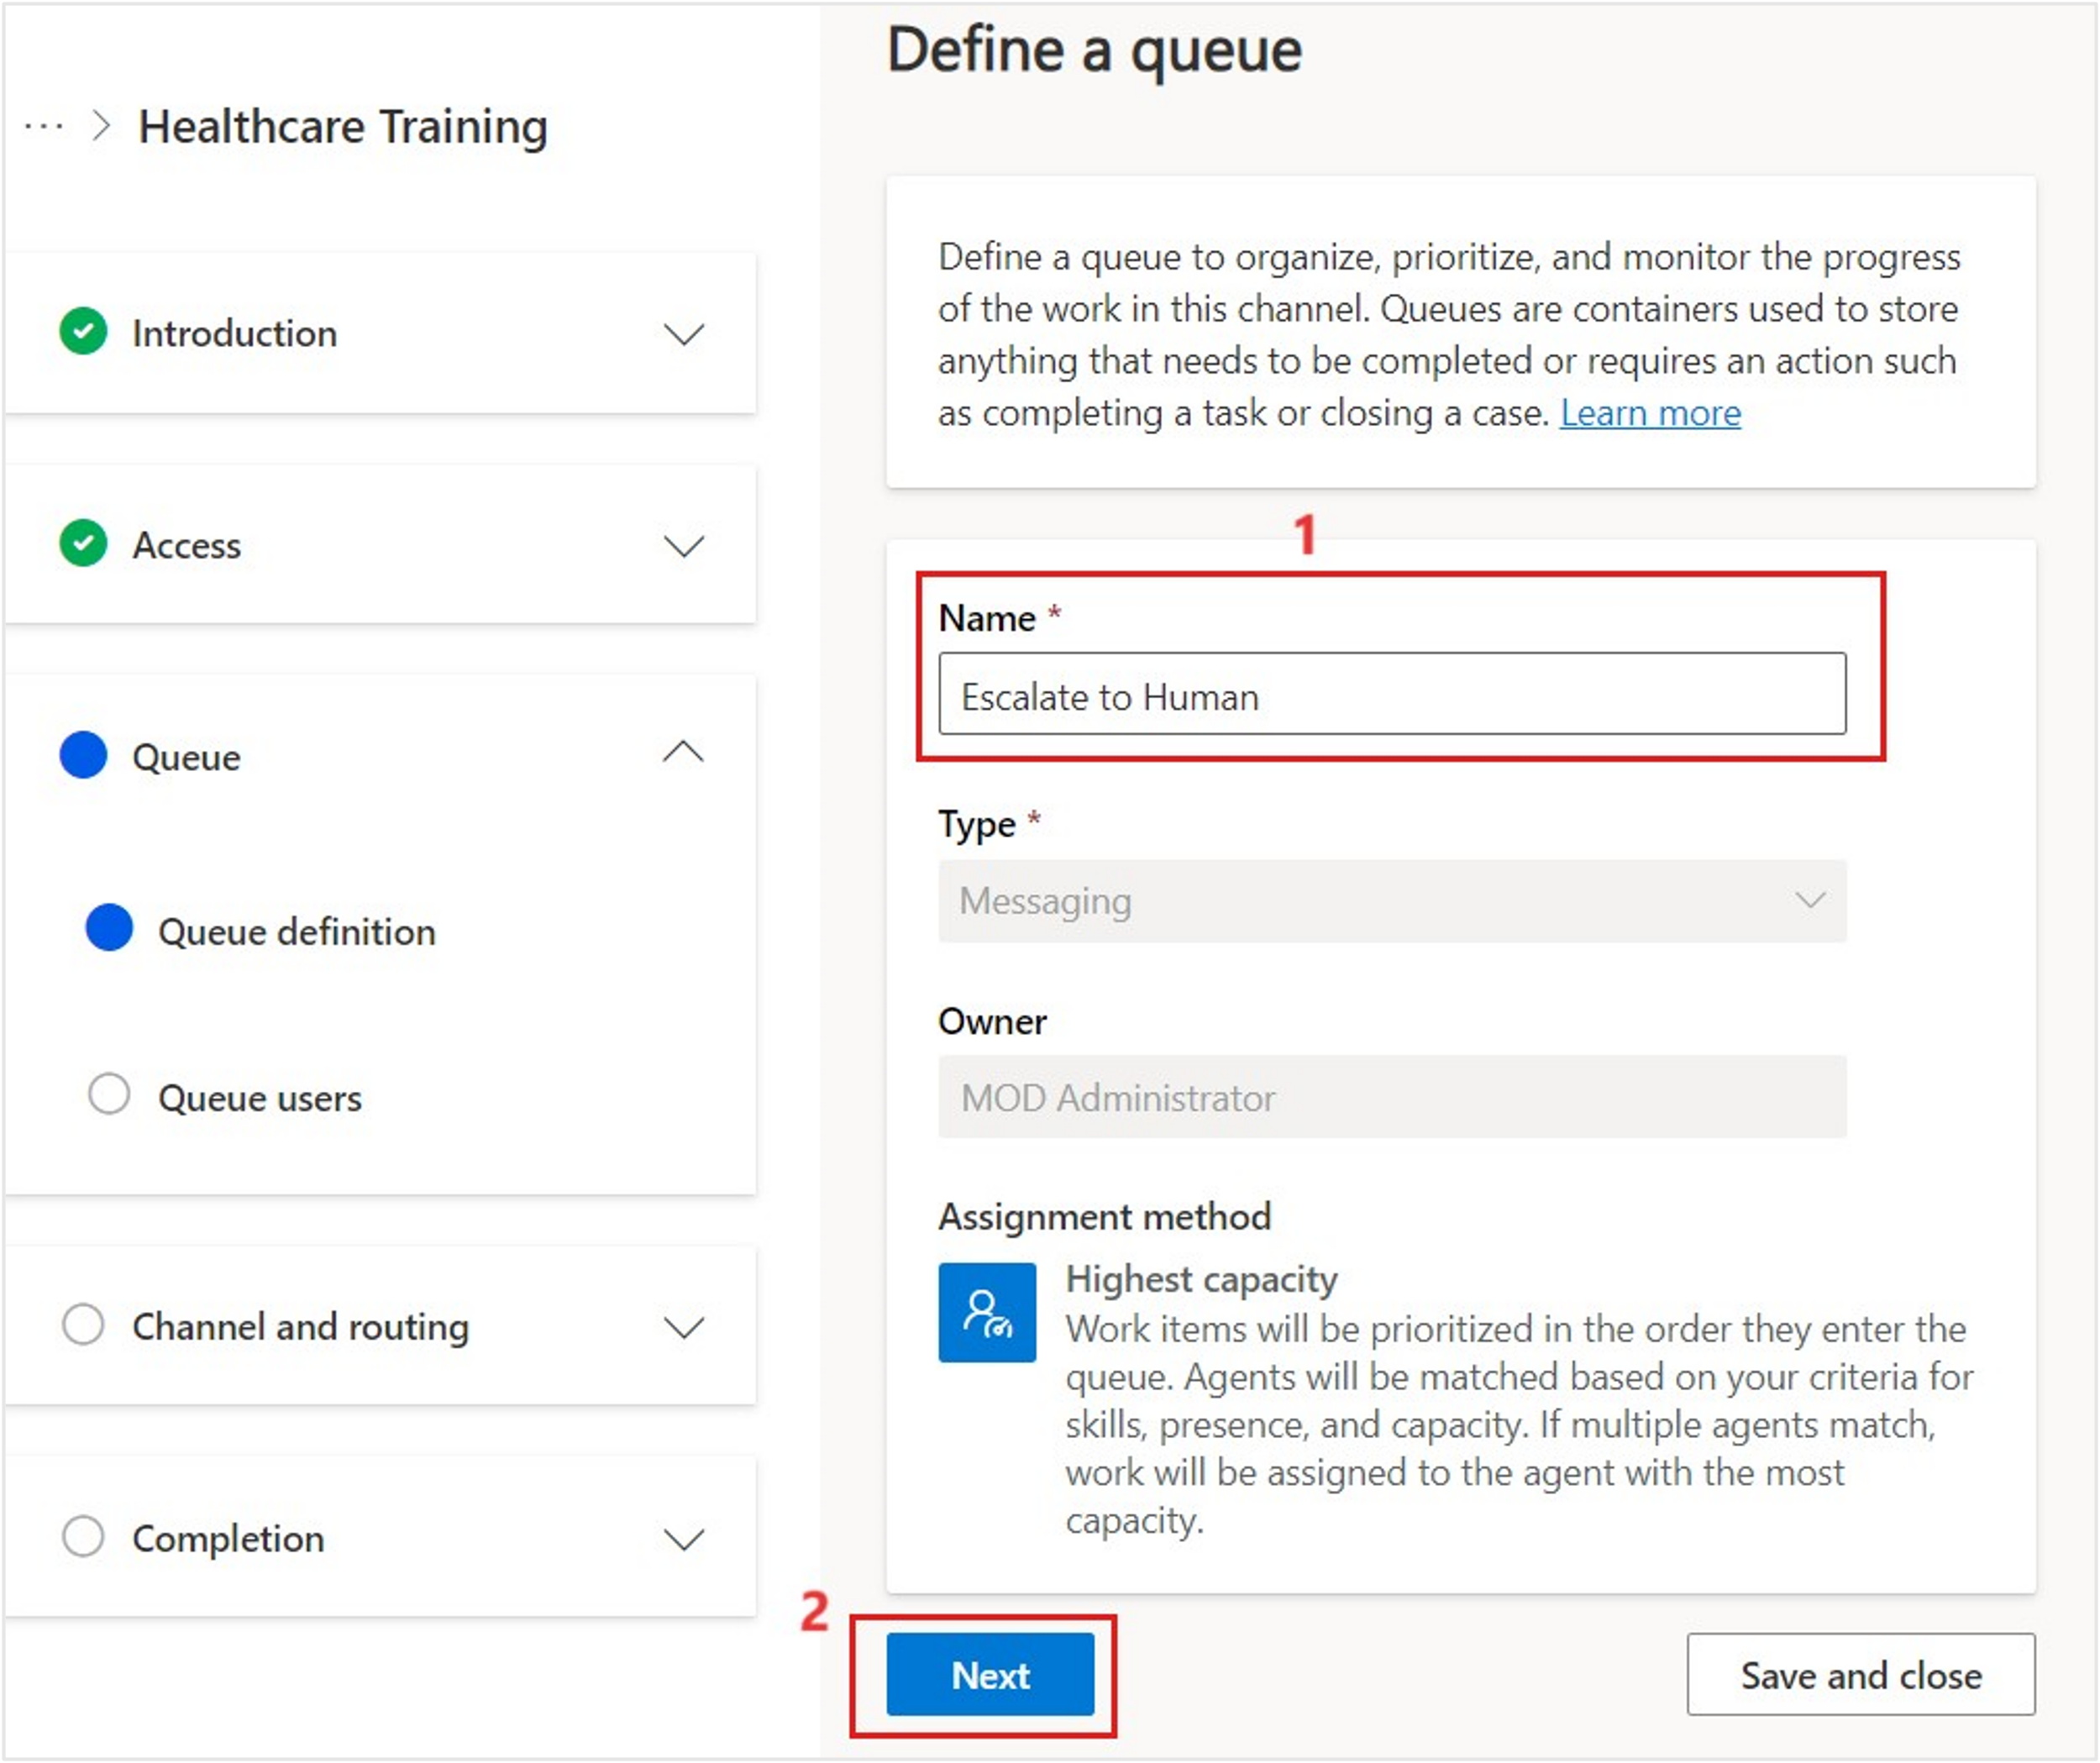 Define a queue
··· > Healthcare Training
Introduction
Access
Queue
Queue definition
Queue users
Channel and routing
Completion
Define a queue to organize, prioritize, and monitor the progress
of the work in this channel. Queues are containers used to store
anything that needs to be completed or requires an action such
as completing a task or closing a case. Learn more
1
Name *
Escalate to Human
Type *
Messaging
Owner
MOD Administrator
Assignment method
Highest capacity
Work items will be prioritized in the order they enter the
queue. Agents will be matched based on your criteria for
skills, presence, and capacity. If multiple agents match,
work will be assigned to the agent with the most
capacity.
2
Next
Save and close